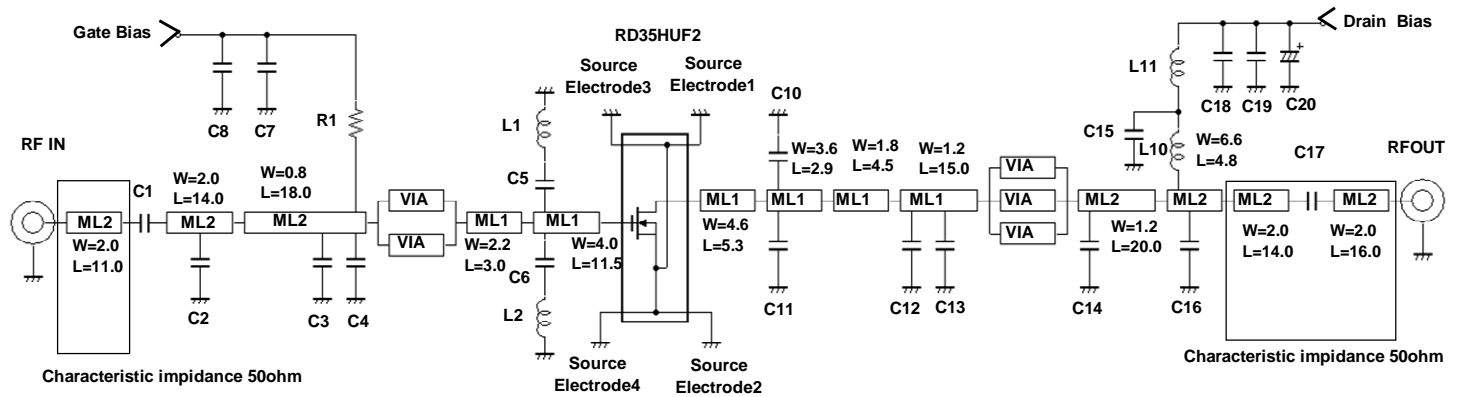 Gate Bias
RD35HUF2
Drain Bias
Source
Electrode3
Source
Electrode1
C10
L11
C18
C19
C20
+
C8
C7
R1
L1
C15
L10
W=6.6
L=4.8
C17
RF IN
RFOUT
C1
W=2.0
L=14.0
W=0.8
L=18.0
C5
W=3.6
L=2.9
W=1.8
L=4.5
W=1.2
L=15.0
VIA
VIA
VIA
VIA
VIA
ML2
ML2
ML2
ML1
ML1
ML1
ML1
ML1
ML1
ML2
ML2
ML2
ML2
W=2.0
L=11.0
W=2.2
L=3.0
W=4.0
L=11.5
W=4.6
L=5.3
W=1.2
L=20.0
W=2.0
L=14.0
W=2.0
L=16.0
C6
C2
C3
C4
L2
C11
C12
C13
C14
C16
Source
Electrode4
Source
Electrode2
Characteristic impidance 50ohm
Characteristic impidance 50ohm